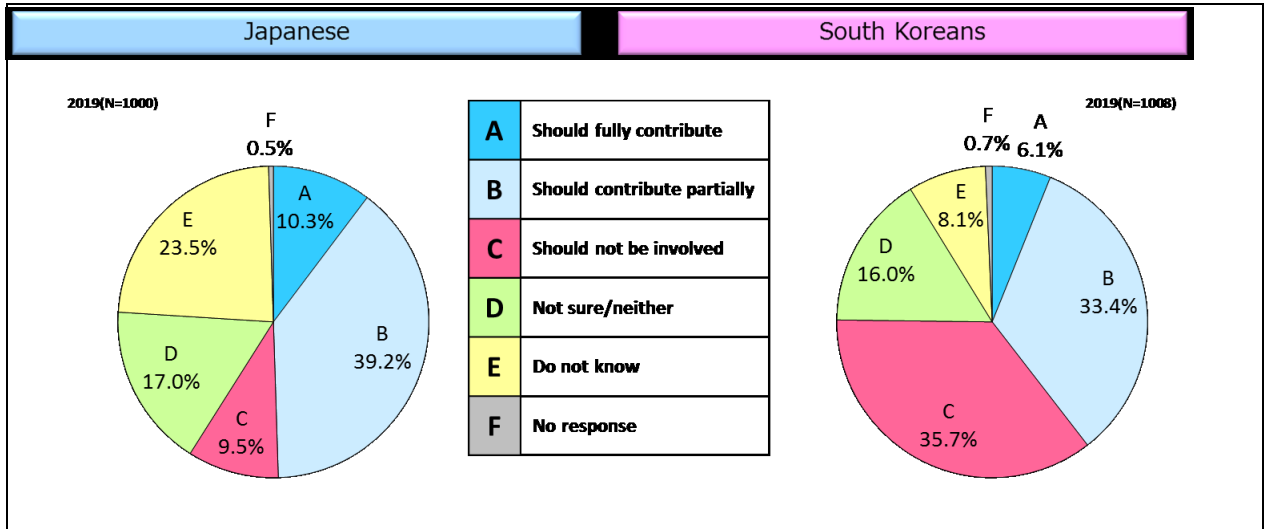 Japanese
South Koreans
2019(N=1000)
F
0.5%
A
10.3%
B
39.2%
C
9.5%
D
17.0%
E
23.5%
A Should fully contribute
B Should contribute partially
C Should not be involved
D Not sure/neither
E Do not know
F No response
2019(N=1008)
F
0.7%
A
6.1%
B
33.4%
C
35.7%
D
16.0%
E
8.1%